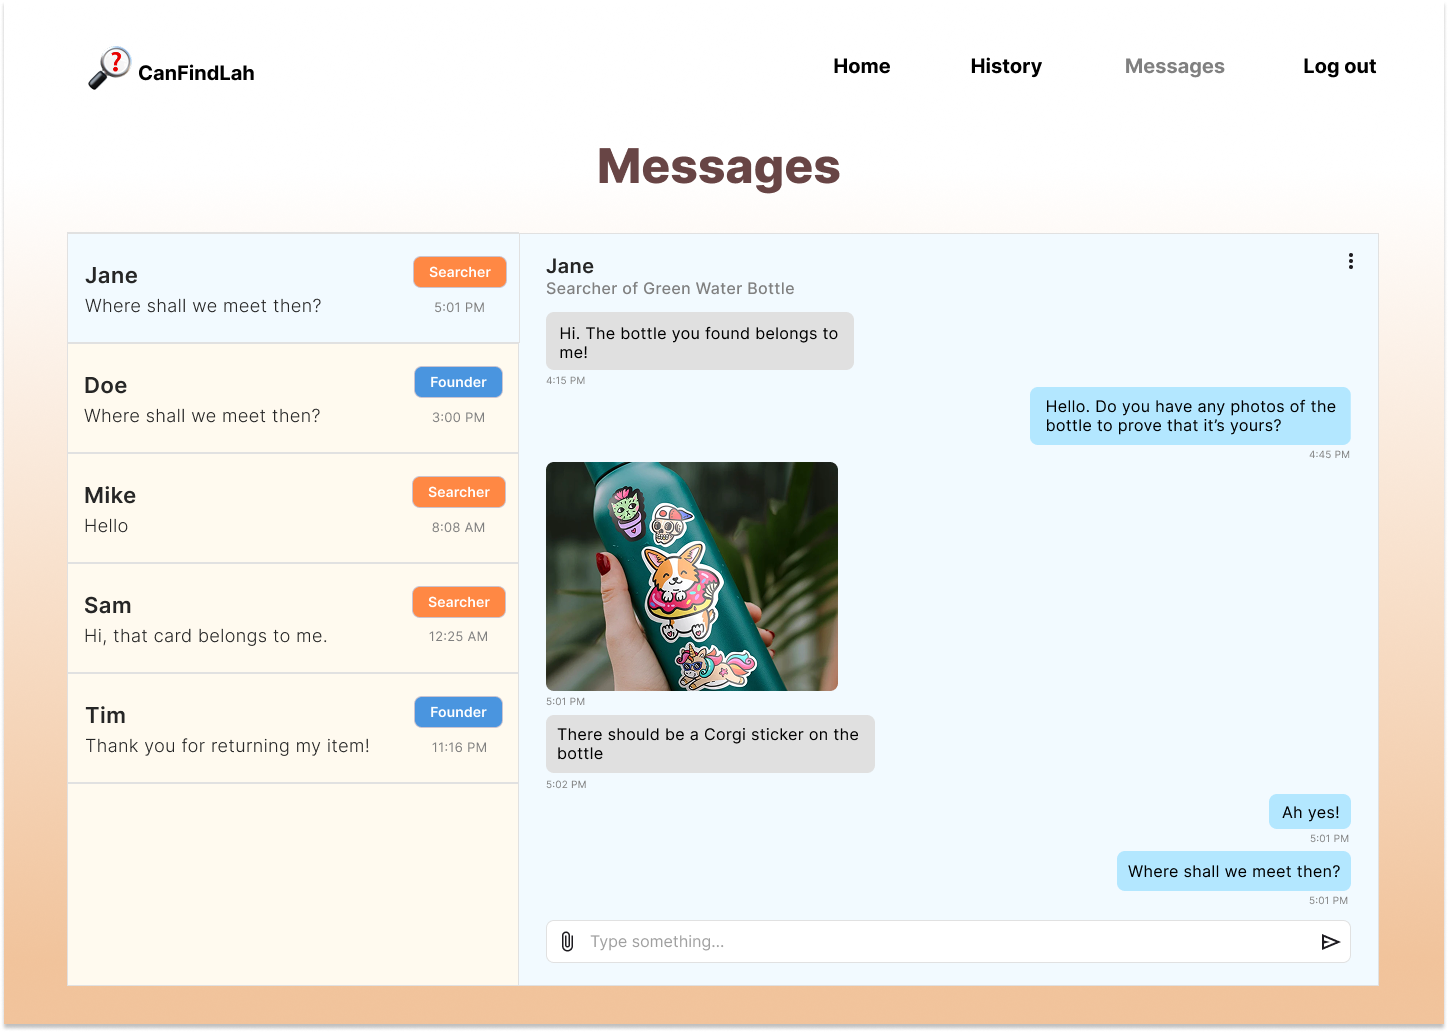 ?
CanFindLah
Home
History
Messages
Log out
Messages
Jane
Searcher
Where shall we meet then?
5:01 PM
Doe
Founder
Where shall we meet then?
3:00 PM
Mike
Searcher
Hello
8:08 AM
Sam
Searcher
Hi, that card belongs to me.
12:25 AM
Tim
Founder
Thank you for returning my item!
11:16 PM
Jane
Searcher of Green Water Bottle
Hi. The bottle you found belongs to
me!
4:15 PM
Hello. Do you have any photos of the
bottle to prove that it’s yours?
4:45 PM
5:01 PM
There should be a Corgi sticker on the
bottle
5:02 PM
Ah yes!
5:01 PM
Where shall we meet then?
5:01 PM
Type something...